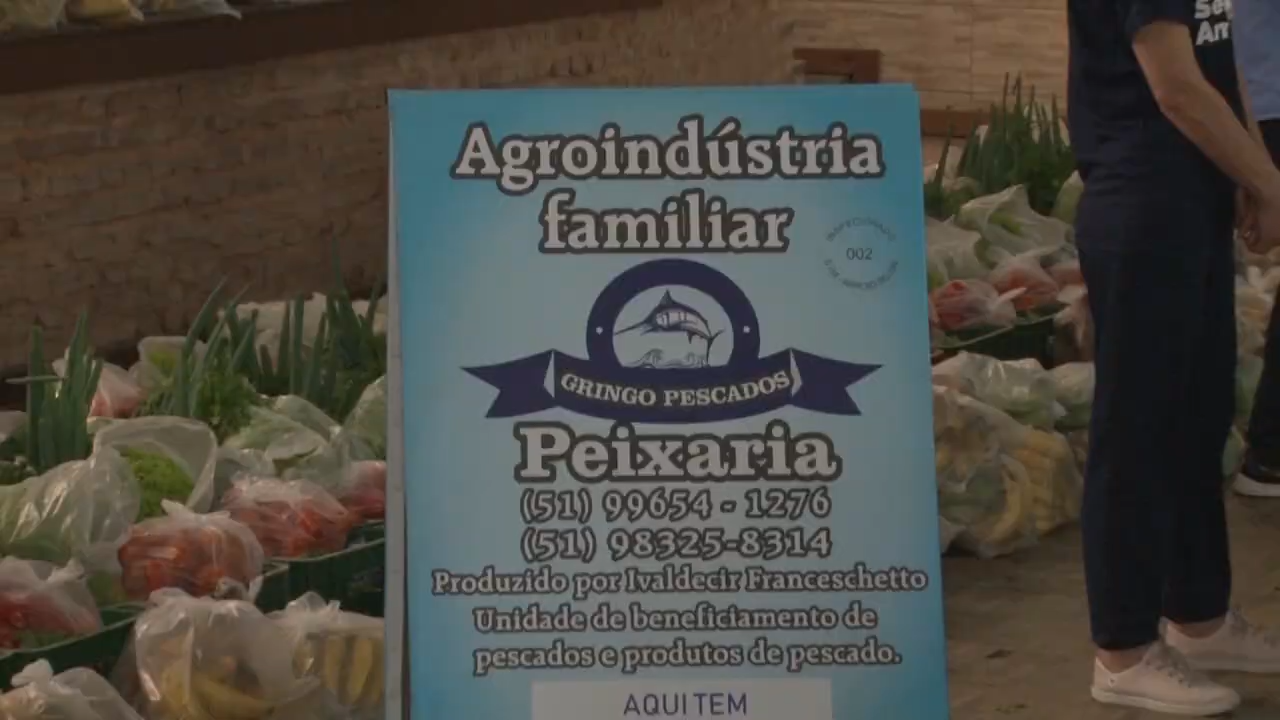 Agroindústria
familiar
002
GRINGO PESCADOS
Peixaria
(51) 99654 - 1276
(51) 98325-8314
Produzido por Ivaldecir Franceschetto
Unidade de beneficiamento de
pescados e produtos de pescado.
AQUI TEM